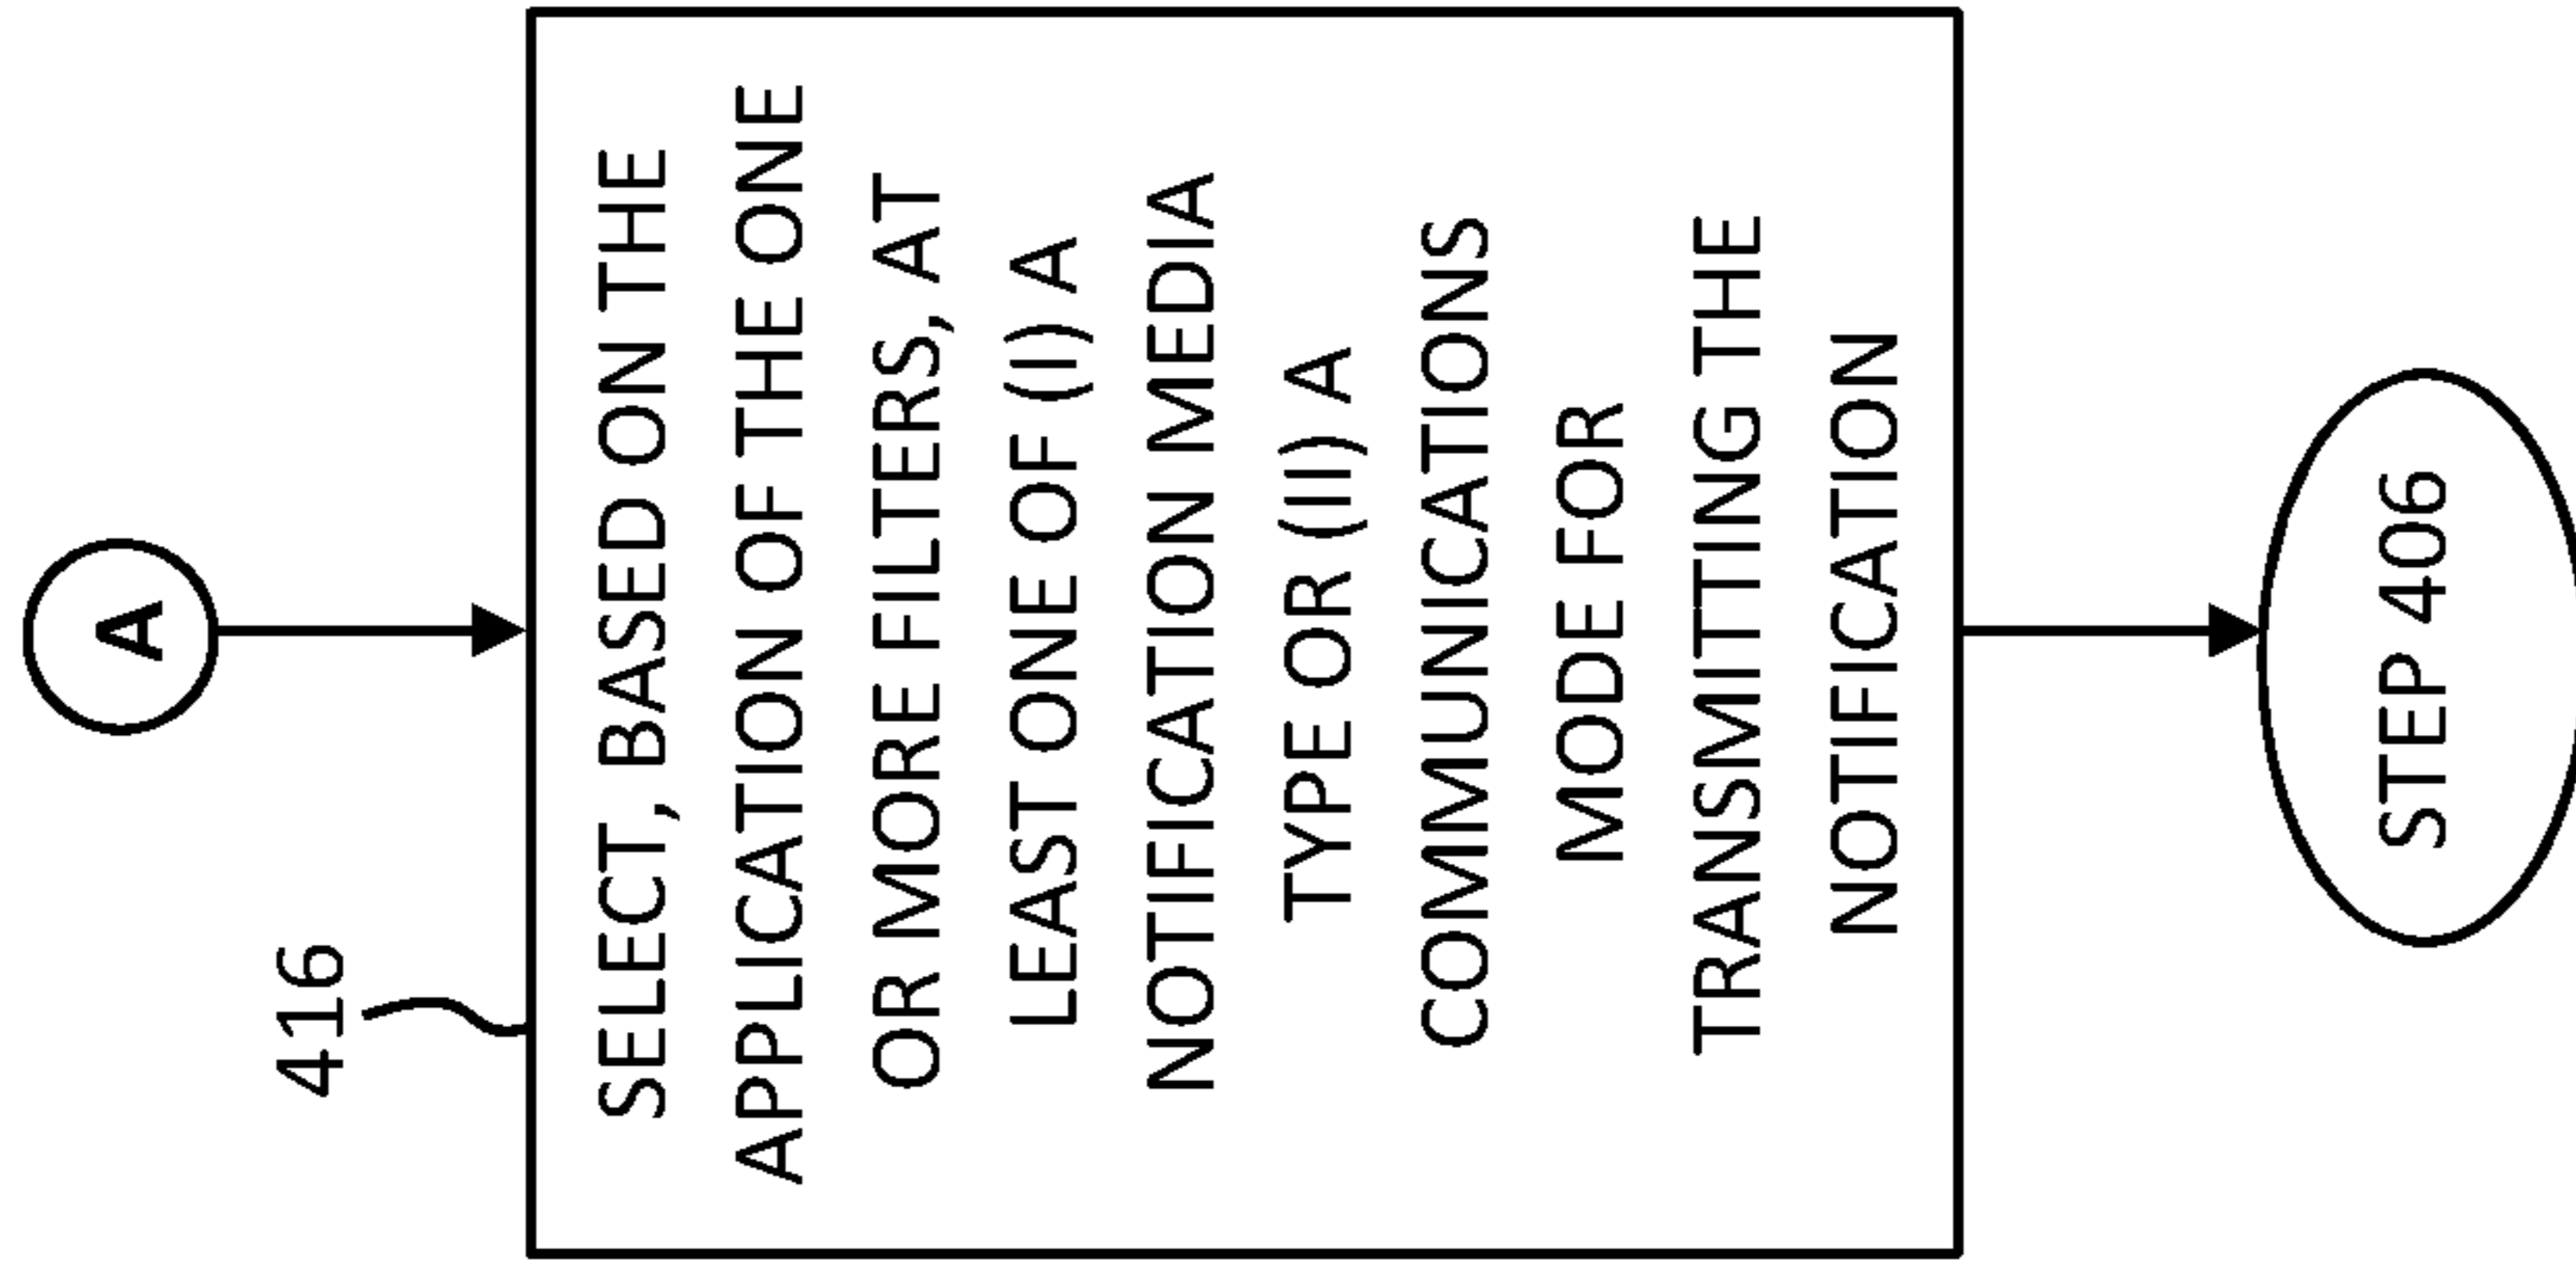 A
416
SELECT, BASED ON THE
APPLICATION OF THE ONE
OR MORE FILTERS, AT
LEAST ONE OF (I) A
NOTIFICATION MEDIA
TYPE OR (II) A
COMMUNICATIONS
MODE FOR
TRANSMITTING THE
NOTIFICATION
STEP 406